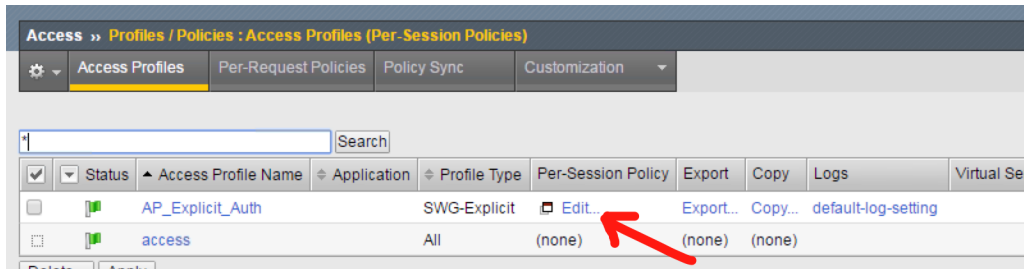 Access ›› Profiles / Policies : Access Profiles (Per-Session Policies)
Access Profiles Per-Request Policies Policy Sync Customization
* Search
Status Access Profile Name Application Profile Type Per-Session Policy Export Copy Logs Virtual Se
AP_Explicit_Auth SWG-Explicit Edit... Export... Copy... default-log-setting
access All (none) (none) (none)
Delete... Apply